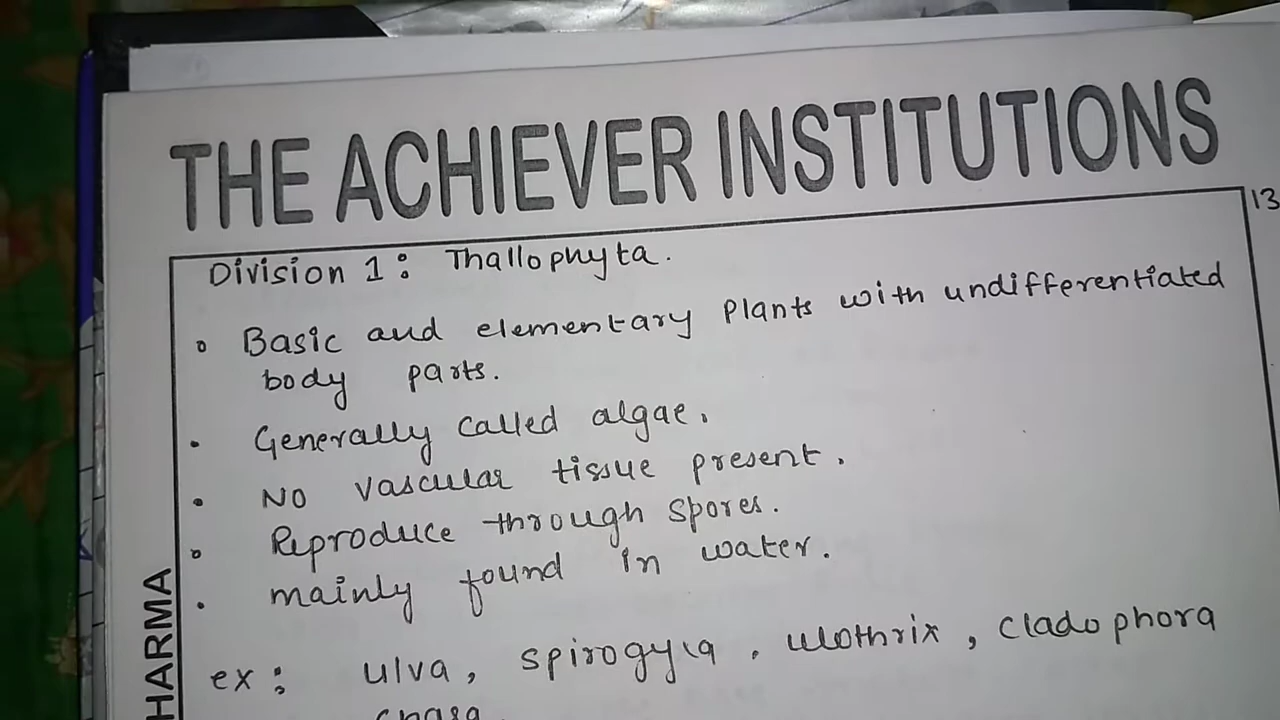 THE ACHIEVER INSTITUTIONS
13
Division 1: Thallophyta.
Basic and elementary plants with undifferentiated
body parts.
Generally called algae.
No vascular tissue present.
Reproduce through spores.
mainly found in water.
ex: ulva, spirogyra, ulothrix, cladophora
chara
HARMA